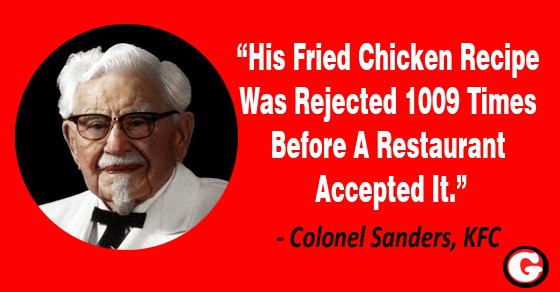 “His Fried Chicken Recipe
Was Rejected 1009 Times
Before A Restaurant
Accepted It.”
- Colonel Sanders, KFC
G